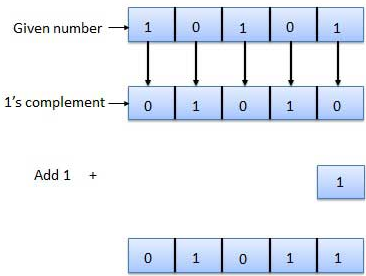 Given number 1 0 1 0 1
1's complement 0 1 0 1 0
Add 1 + 1
0 1 0 1 1